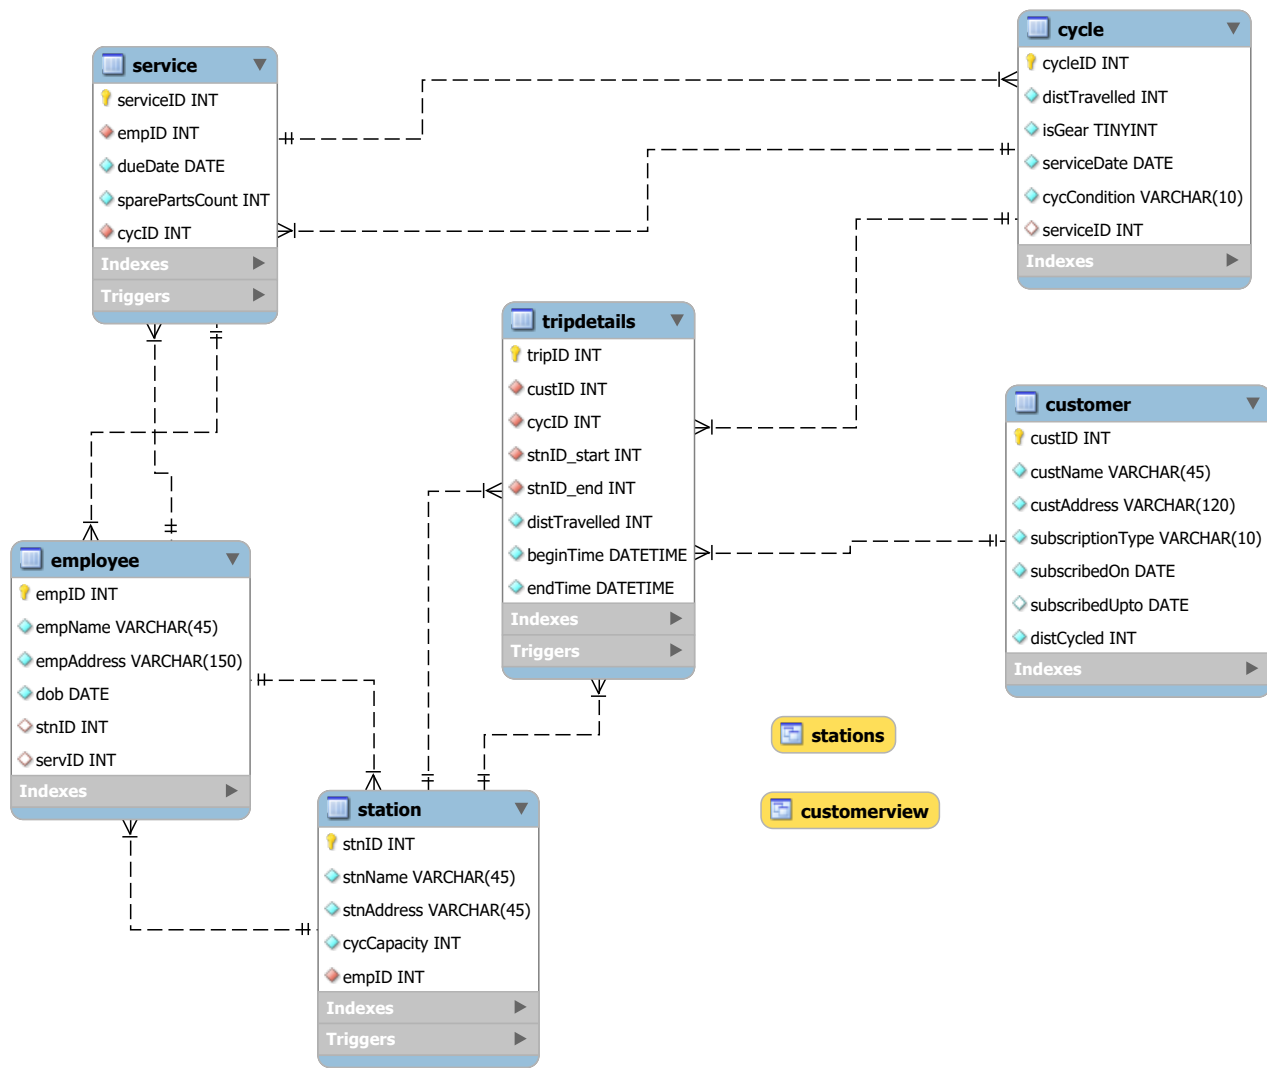 service
serviceID INT
empID INT
dueDate DATE
sparePartsCount INT
cycID INT
Indexes
Triggers
cycle
cycleID INT
distTravelled INT
isGear TINYINT
serviceDate DATE
cycCondition VARCHAR(10)
serviceID INT
Indexes
tripdetails
tripID INT
custID INT
cycID INT
stnID_start INT
stnID_end INT
distTravelled INT
beginTime DATETIME
endTime DATETIME
Indexes
Triggers
customer
custID INT
custName VARCHAR(45)
custAddress VARCHAR(120)
subscriptionType VARCHAR(10)
subscribedOn DATE
subscribedUpto DATE
distCycled INT
Indexes
employee
empID INT
empName VARCHAR(45)
empAddress VARCHAR(150)
dob DATE
stnID INT
servID INT
Indexes
station
stnID INT
stnName VARCHAR(45)
stnAddress VARCHAR(45)
cycCapacity INT
empID INT
Indexes
Triggers
stations
customerview